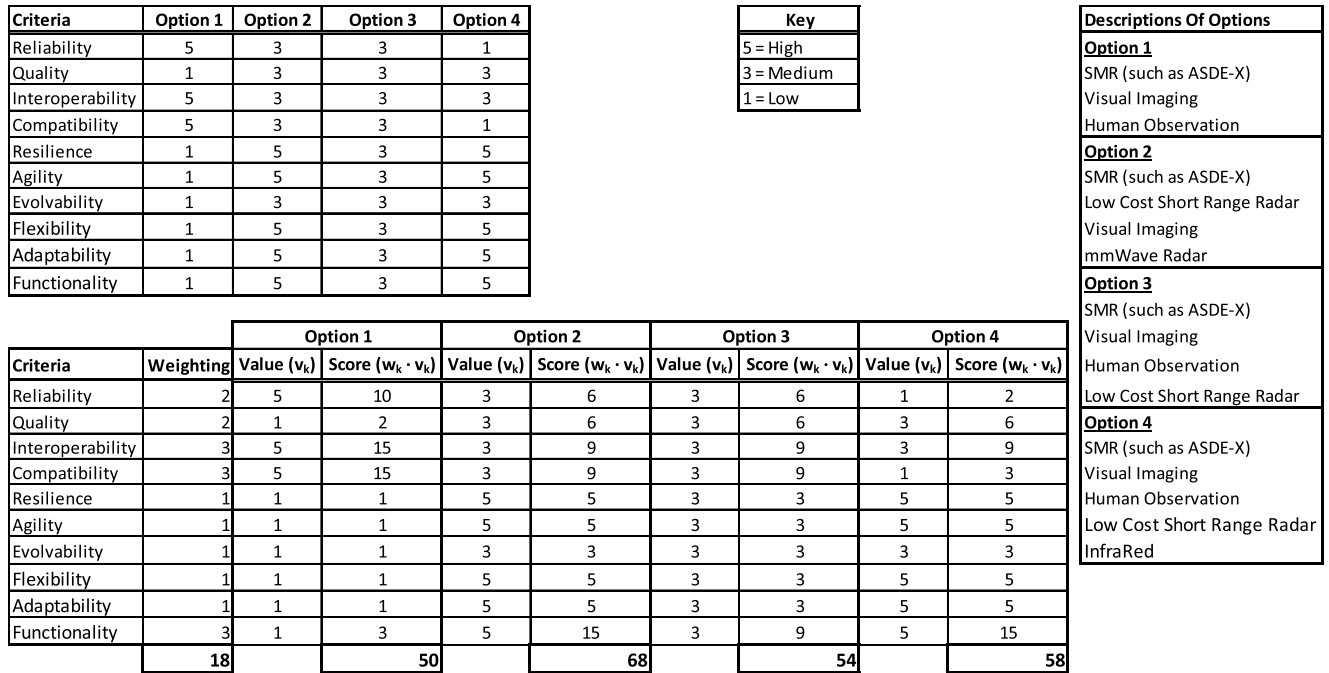 Criteria Option 1 Option 2 Option 3 Option 4
Reliability 5 3 3 1
Quality 1 3 3 3
Interoperability 5 3 3 3
Compatibility 5 3 3 1
Resilience 1 5 3 5
Agility 1 5 3 5
Evolvability 1 3 3 3
Flexibility 1 5 3 5
Adaptability 1 5 3 5
Functionality 1 5 3 5
Key
5 = High
3 = Medium
1 = Low
Descriptions Of Options
Option 1
SMR (such as ASDE-X)
Visual Imaging
Human Observation
Option 2
SMR (such as ASDE-X)
Low Cost Short Range Radar
Visual Imaging
mmWave Radar
Option 3
SMR (such as ASDE-X)
Visual Imaging
Human Observation
Low Cost Short Range Radar
Option 4
SMR (such as ASDE-X)
Visual Imaging
Human Observation
Low Cost Short Range Radar
InfraRed
Option 1 Option 2 Option 3 Option 4
Criteria Weighting Value (vₖ) Score (wₖ · vₖ) Value (vₖ) Score (wₖ · vₖ) Value (vₖ) Score (wₖ · vₖ) Value (vₖ) Score (wₖ · vₖ)
Reliability 2 5 10 3 6 3 6 1 2
Quality 2 1 2 3 6 3 6 3 6
Interoperability 3 5 15 3 9 3 9 3 9
Compatibility 3 5 15 3 9 3 9 1 3
Resilience 1 1 1 5 5 3 3 5 5
Agility 1 1 1 5 5 3 3 5 5
Evolvability 1 1 1 3 3 3 3 3 3
Flexibility 1 1 1 5 5 3 3 5 5
Adaptability 1 1 1 5 5 3 3 5 5
Functionality 3 1 3 5 15 3 9 5 15
18 50 68 54 58